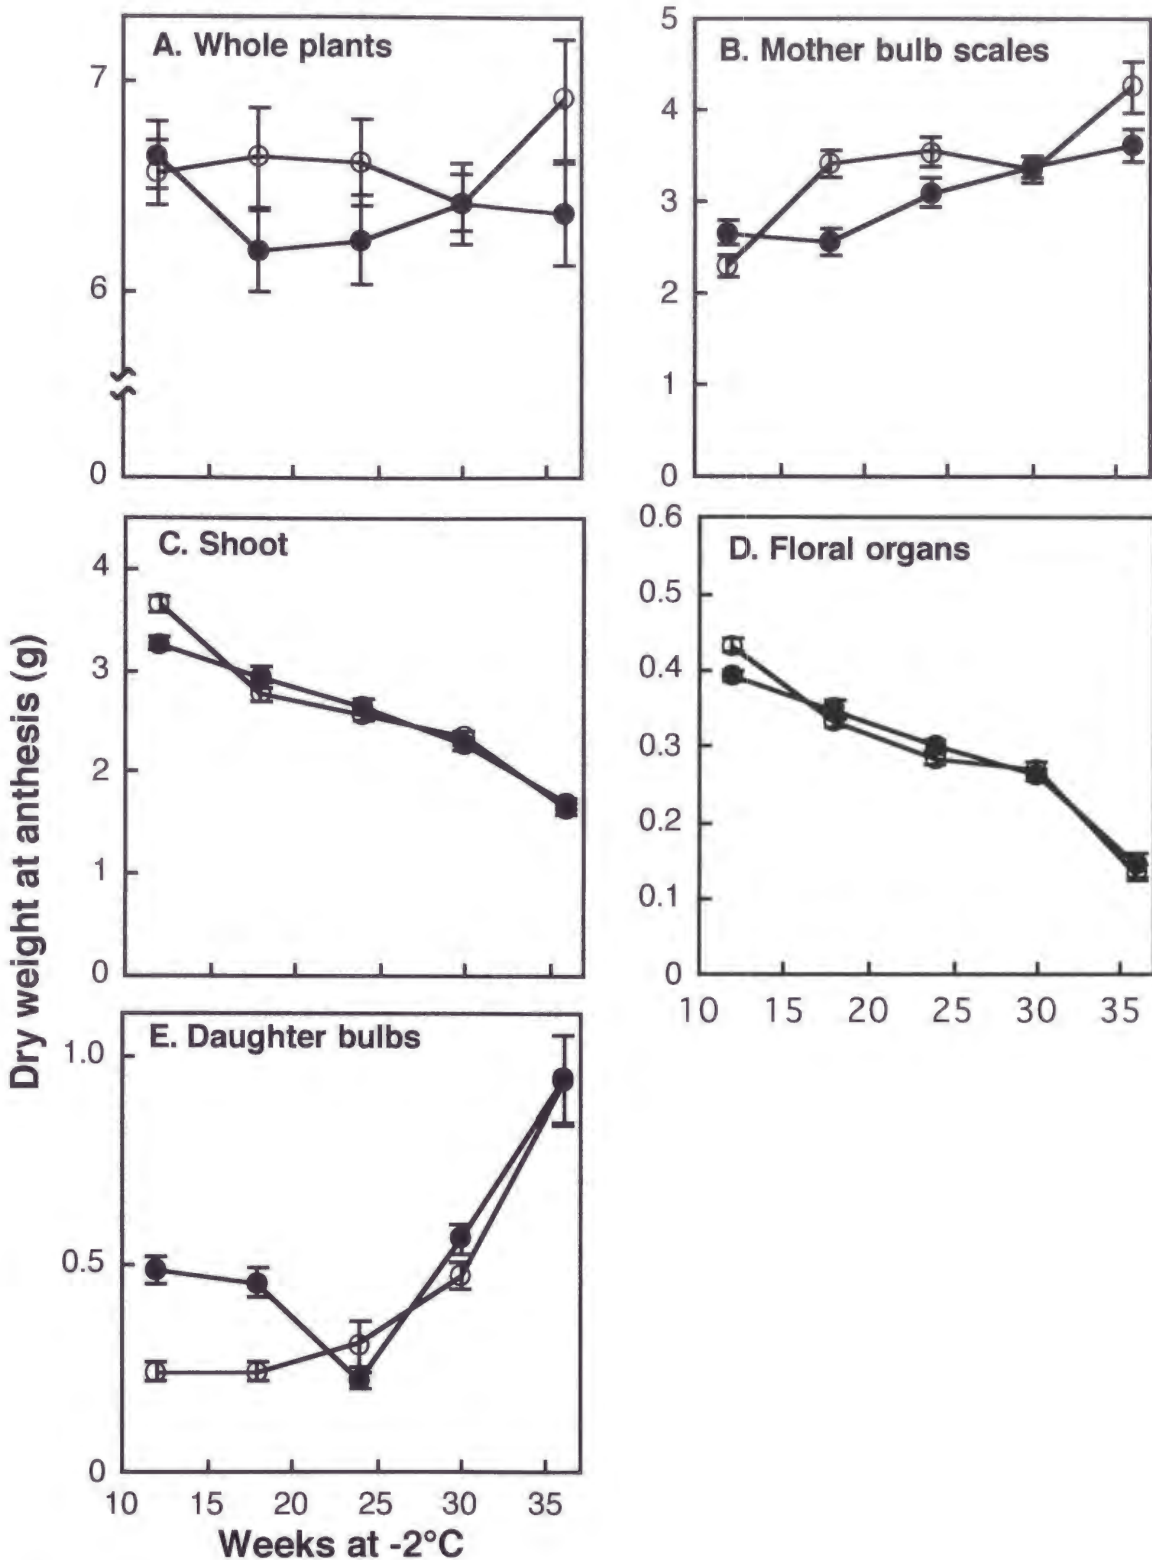 A. Whole plants
7
6
0
B. Mother bulb scales
5
4
3
2
1
0
C. Shoot
4
3
2
1
0
D. Floral organs
0.6
0.5
0.4
0.3
0.2
0.1
0
10 15 20 25 30 35
Dry weight at anthesis (g)
E. Daughter bulbs
1.0
0.5
0
10 15 20 25 30 35
Weeks at -2°C